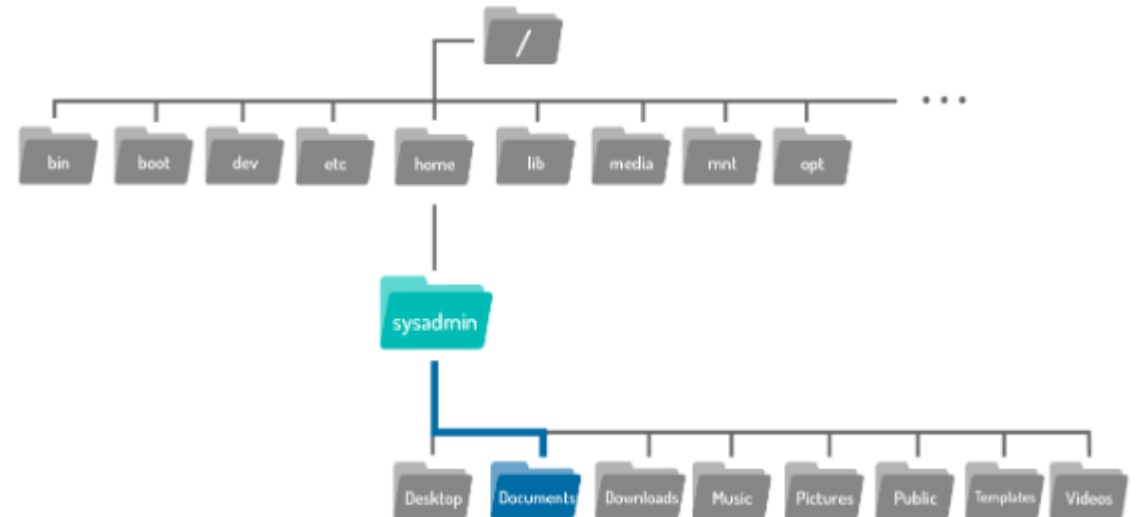 /
...
bin boot dev etc home lib media mnt opt
sysadmin
Desktop Documents Downloads Music Pictures Public Templates Videos